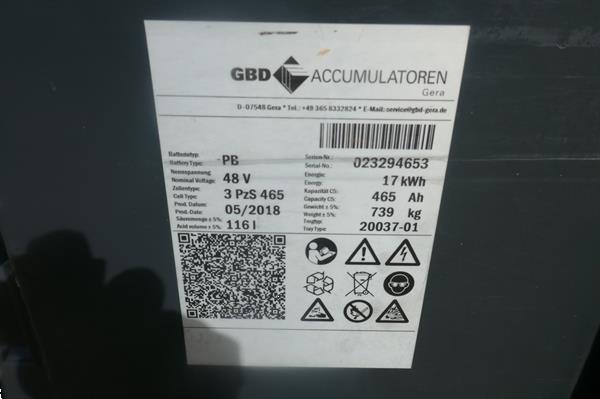 GBD ACCUMULATOREN
Gera
D-07548 Gera * Tel.: +49 365 8332824 * E-Mail: service@gbd-gera.de
Batterietyp: Serien-Nr.:
Battery Type: PB Serial-No.: 023294653
Nennspannung Energie:
Nominal Voltage: 48 V Energy: 17 kWh
Zellentype: Kapazität C5:
Cell Type: 3 PzS 465 Capacity C5: 465 Ah
Prod. Datum: Gewicht ± 5%:
Prod.-Date: 05/2018 Weight ± 5%: 739 kg
Säuremenge ± 5%: Trogtyp:
Acid volume ± 5%: 116 l Tray Type: 20037-01
Pb